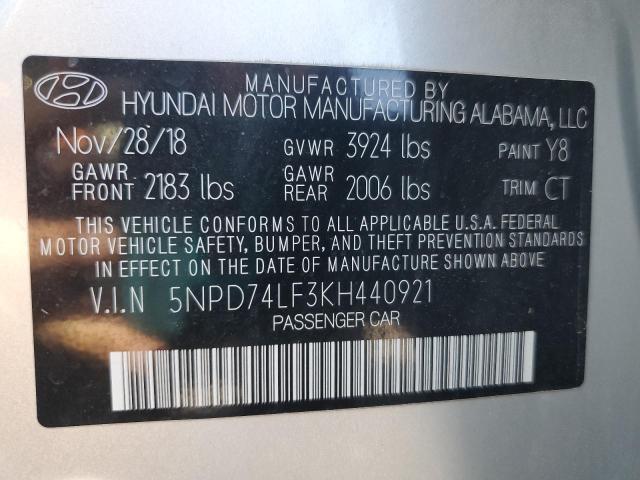 MANUFACTURED BY
HYUNDAI MOTOR MANUFACTURING ALABAMA, LLC
Nov/28/18 GVWR 3924 lbs PAINT Y8
GAWR FRONT 2183 lbs GAWR REAR 2006 lbs TRIM CT
THIS VEHICLE CONFORMS TO ALL APPLICABLE U.S.A. FEDERAL
MOTOR VEHICLE SAFETY, BUMPER, AND THEFT PREVENTION STANDARDS
IN EFFECT ON THE DATE OF MANUFACTURE SHOWN ABOVE
V.I.N 5NPD74LF3KH440921
PASSENGER CAR